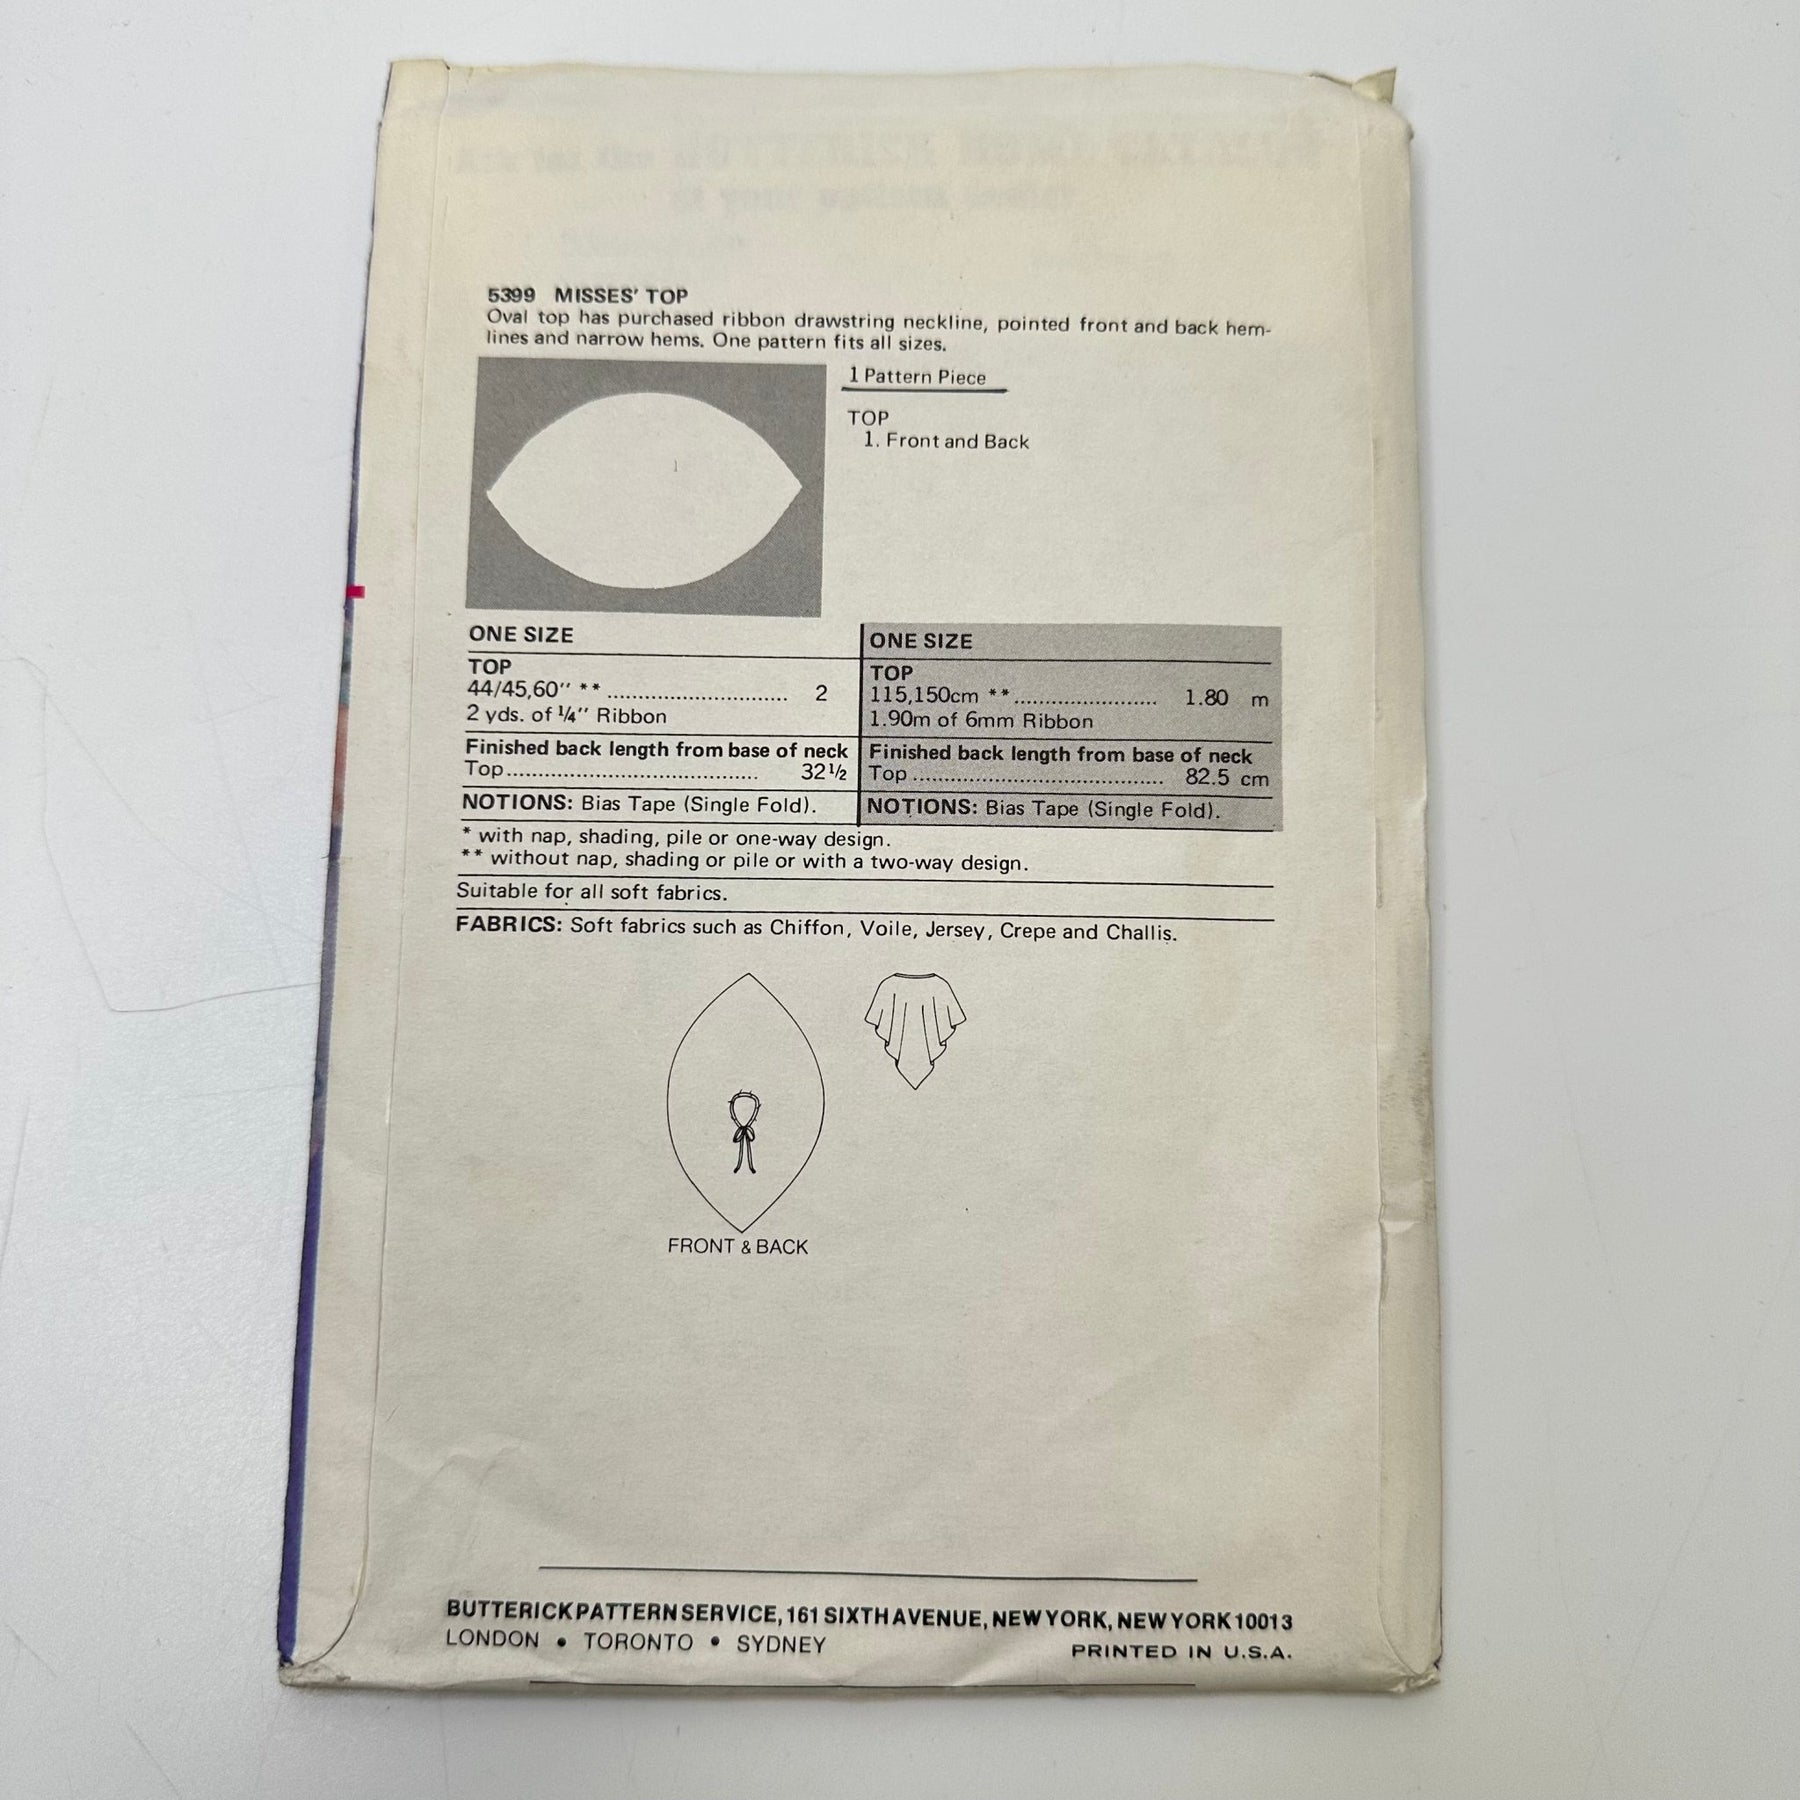 5399 MISSES' TOP
Oval top has purchased ribbon drawstring neckline, pointed front and back hem-
lines and narrow hems. One pattern fits all sizes.
1 Pattern Piece
TOP
1. Front and Back
1
ONE SIZE
TOP
44/45,60'' ** .......................... 2
2 yds. of ¼'' Ribbon
Finished back length from base of neck
Top.................................... 32½
NOTIONS: Bias Tape (Single Fold).
ONE SIZE
TOP
115,150cm ** ..................... 1.80 m
1.90m of 6mm Ribbon
Finished back length from base of neck
Top .................................... 82.5 cm
NOTIONS: Bias Tape (Single Fold).
* with nap, shading, pile or one-way design.
** without nap, shading or pile or with a two-way design.
Suitable for all soft fabrics.
FABRICS: Soft fabrics such as Chiffon, Voile, Jersey, Crepe and Challis.
FRONT & BACK
BUTTERICK PATTERN SERVICE, 161 SIXTH AVENUE, NEW YORK, NEW YORK 10013
LONDON • TORONTO • SYDNEY
PRINTED IN U.S.A.